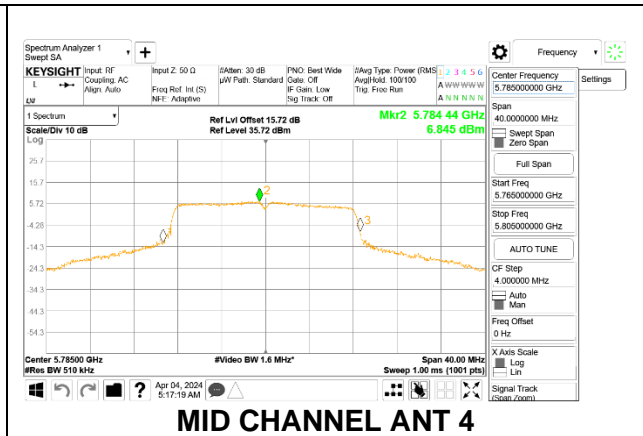 Spectrum Analyzer 1
Swept SA
Frequency
KEYSIGHT Input: RF
Coupling: AC
Align: Auto
Input Z: 50 Ω
Freq Ref: Int (S)
NFE: Adaptive
#Atten: 30 dB
µW Path: Standard
PNO: Best Wide
Gate: Off
IF Gain: Low
Sig Track: Off
#Avg Type: Power (RMS
Avg|Hold: 100/100
Trig: Free Run
1 2 3 4 5 6
A W W W W W
A N N N N N
L
1 Spectrum
Scale/Div 10 dB
Log
Ref Lvl Offset 15.72 dB
Ref Level 35.72 dBm
Mkr2 5.784 44 GHz
6.845 dBm
25.7
15.7
5.72
-4.28
-14.3
-24.3
-34.3
-44.3
-54.3
2
3
Center 5.78500 GHz
#Res BW 510 kHz
#Video BW 1.6 MHz*
Span 40.00 MHz
Sweep 1.00 ms (1001 pts)
?
Apr 04, 2024
5:17:19 AM
Center Frequency
5.785000000 GHz
Settings
Span
40.0000000 MHz
Swept Span
Zero Span
Full Span
Start Freq
5.765000000 GHz
Stop Freq
5.805000000 GHz
AUTO TUNE
CF Step
4.000000 MHz
Auto
Man
Freq Offset
0 Hz
X Axis Scale
Log
Lin
Signal Track
(Span Zoom)
MID CHANNEL ANT 4